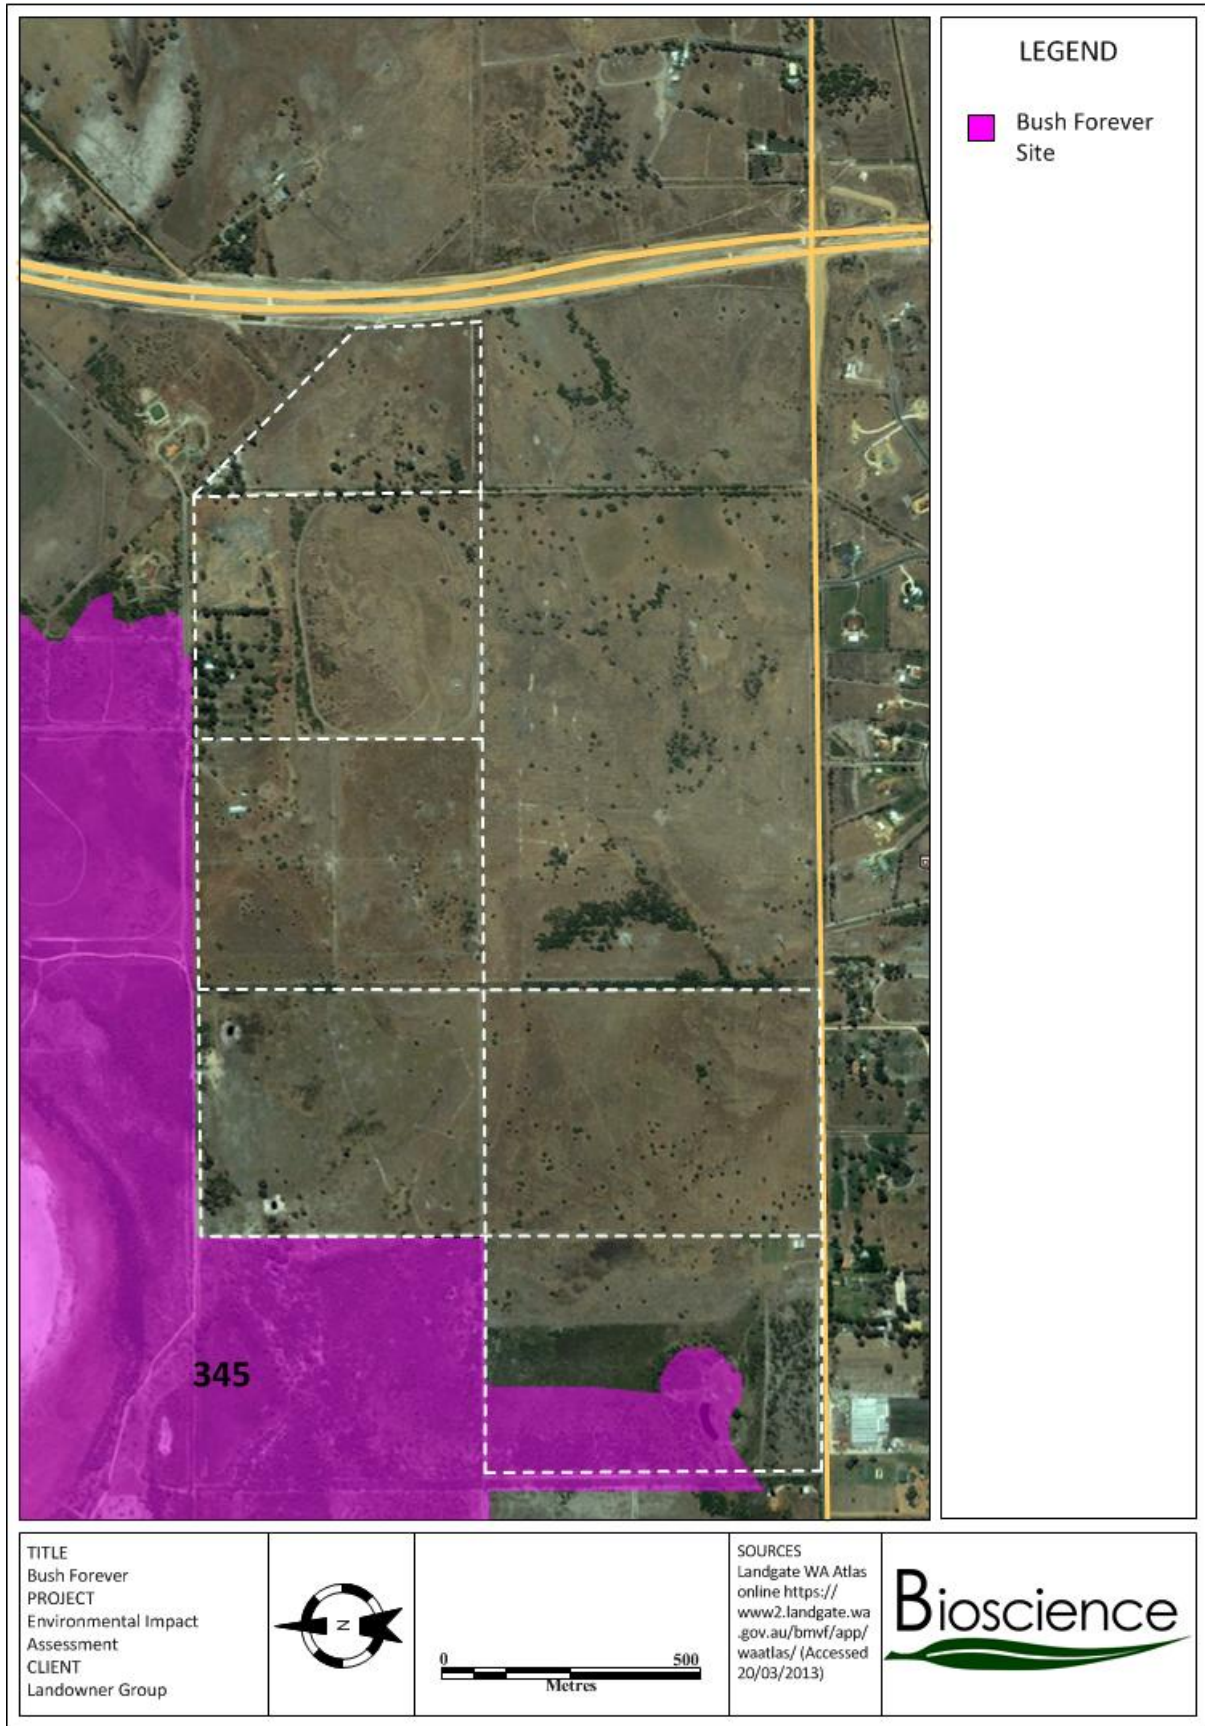 LEGEND
Bush Forever
Site
345
TITLE
Bush Forever
PROJECT
Environmental Impact
Assessment
CLIENT
Landowner Group
N
0 500
Metres
SOURCES
Landgate WA Atlas
online https://
www2.landgate.wa
.gov.au/bmvf/app/
waatlas/ (Accessed
20/03/2013)
Bioscience